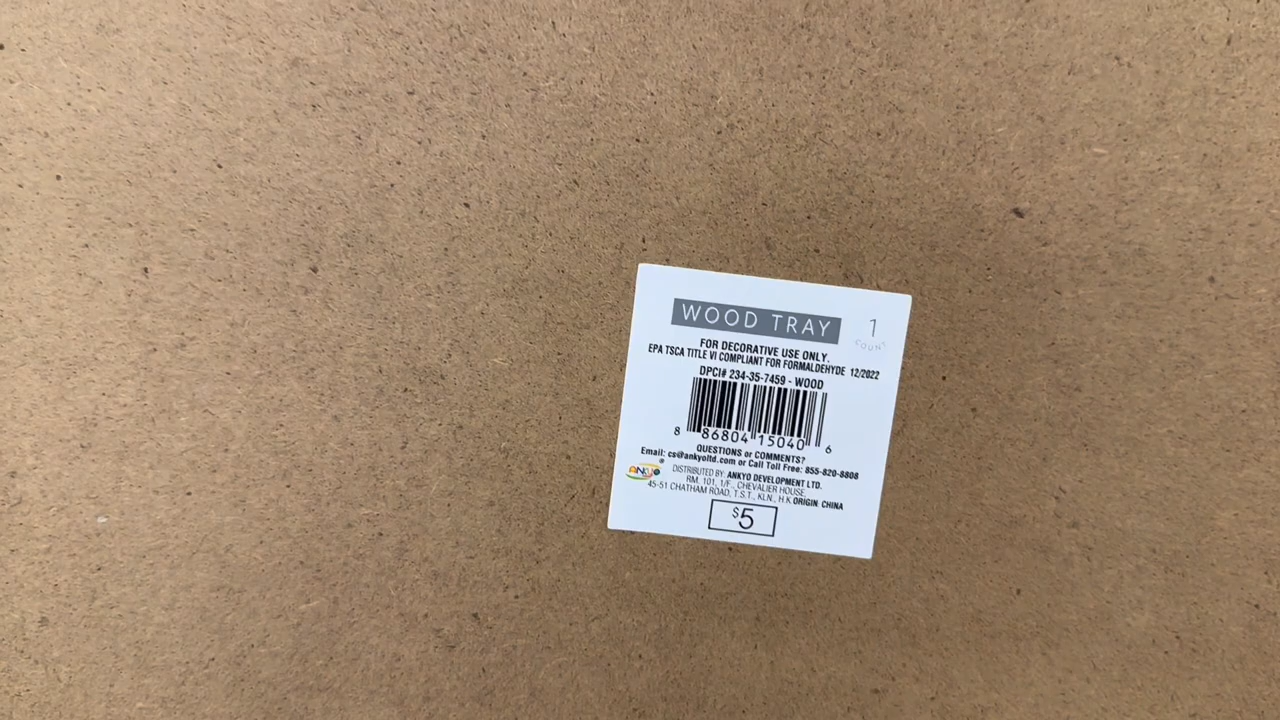 WOOD TRAY
1
COUNT
FOR DECORATIVE USE ONLY.
EPA TSCA TITLE VI COMPLIANT FOR FORMALDEHYDE 12/2022
DPCI# 234-35-7459 - WOOD
8 86804 15040 6
QUESTIONS or COMMENTS?
Email: cs@ankyoltd.com or Call Toll Free: 855-820-8808
ANKYO®
DISTRIBUTED BY: ANKYO DEVELOPMENT LTD.
RM. 101, 1/F., CHEVALIER HOUSE,
45-51 CHATHAM ROAD, T.S.T., KLN., H.K. ORIGIN: CHINA
$5